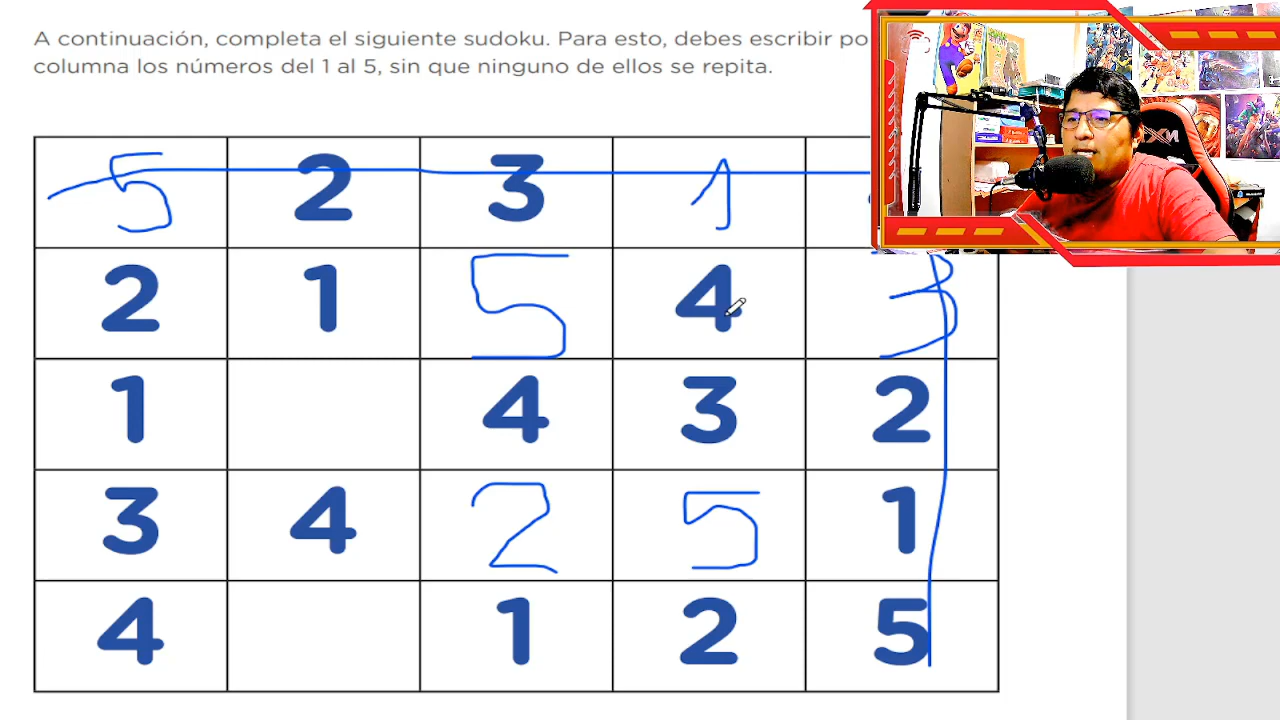 A continuación, completa el siguiente sudoku. Para esto, debes escribir po
columna los números del 1 al 5, sin que ninguno de ellos se repita.
5 2 3 1
2 1 5 4 3
1 4 3 2
3 4 2 5 1
4 1 2 5